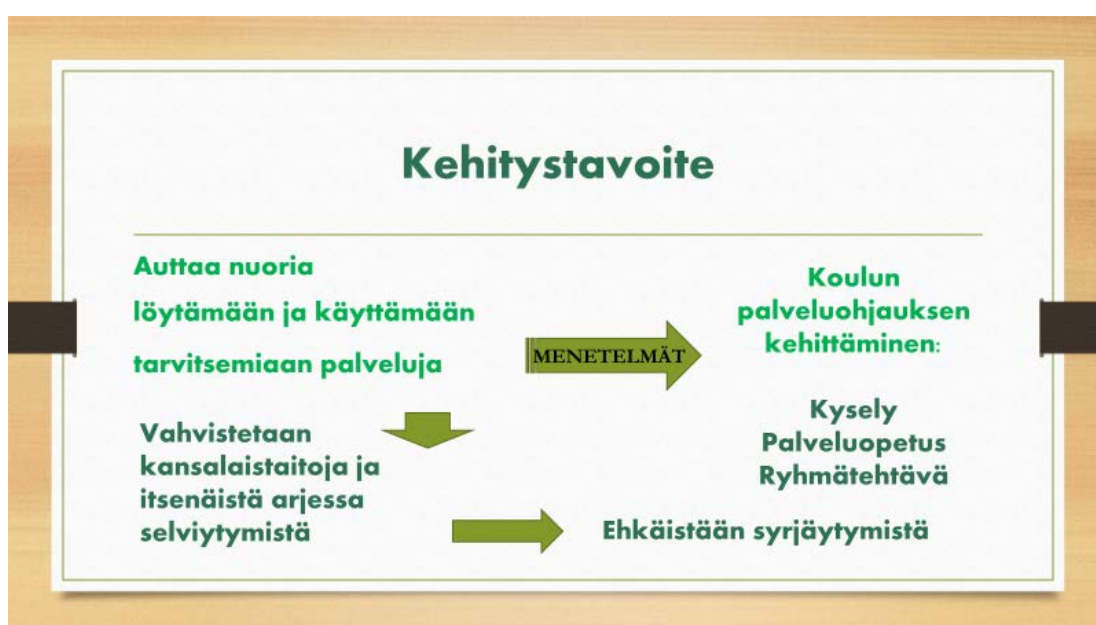 Kehitystavoite
Auttaa nuoria
löytämään ja käyttämään
tarvitsemiaan palveluja
MENETELMÄT
Koulun
palveluohjauksen
kehittäminen:
Kysely
Palveluopetus
Ryhmätehtävä
Vahvistetaan
kansalaistaitoja ja
itsenäistä arjessa
selviytymistä
Ehkäistään syrjäytymistä